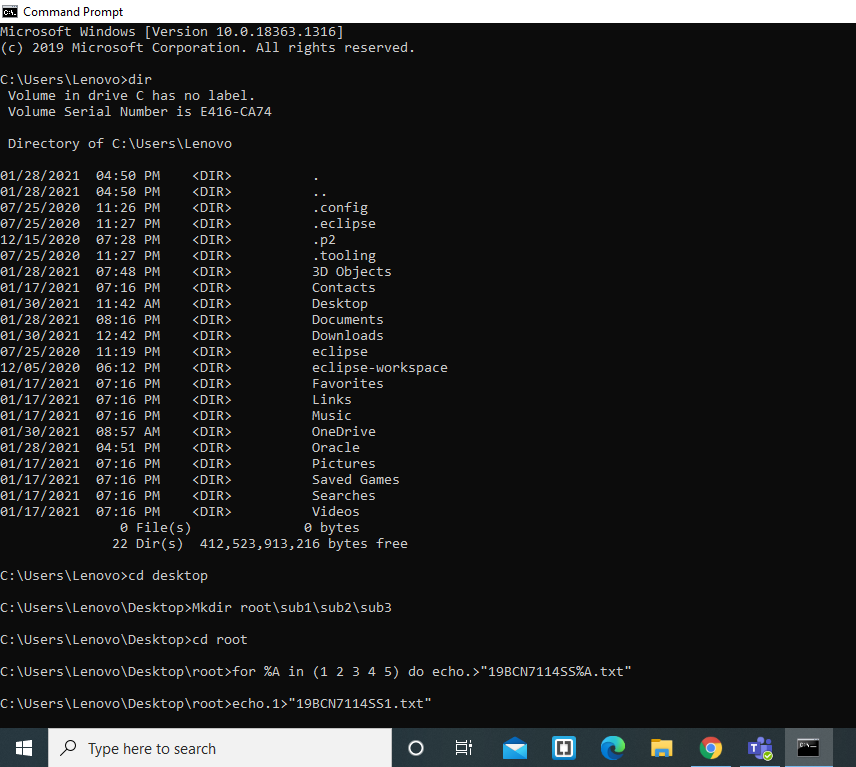 Command Prompt
Microsoft Windows [Version 10.0.18363.1316]
(c) 2019 Microsoft Corporation. All rights reserved.
C:\Users\Lenovo>dir
 Volume in drive C has no label.
 Volume Serial Number is E416-CA74
 Directory of C:\Users\Lenovo
01/28/2021  04:50 PM    <DIR>          .
01/28/2021  04:50 PM    <DIR>          ..
07/25/2020  11:26 PM    <DIR>          .config
07/25/2020  11:27 PM    <DIR>          .eclipse
12/15/2020  07:28 PM    <DIR>          .p2
07/25/2020  11:27 PM    <DIR>          .tooling
01/28/2021  07:48 PM    <DIR>          3D Objects
01/17/2021  07:16 PM    <DIR>          Contacts
01/30/2021  11:42 AM    <DIR>          Desktop
01/28/2021  08:16 PM    <DIR>          Documents
01/30/2021  12:42 PM    <DIR>          Downloads
07/25/2020  11:19 PM    <DIR>          eclipse
12/05/2020  06:12 PM    <DIR>          eclipse-workspace
01/17/2021  07:16 PM    <DIR>          Favorites
01/17/2021  07:16 PM    <DIR>          Links
01/17/2021  07:16 PM    <DIR>          Music
01/30/2021  08:57 AM    <DIR>          OneDrive
01/28/2021  04:51 PM    <DIR>          Oracle
01/17/2021  07:16 PM    <DIR>          Pictures
01/17/2021  07:16 PM    <DIR>          Saved Games
01/17/2021  07:16 PM    <DIR>          Searches
01/17/2021  07:16 PM    <DIR>          Videos
               0 File(s)              0 bytes
              22 Dir(s)  412,523,913,216 bytes free
C:\Users\Lenovo>cd desktop
C:\Users\Lenovo\Desktop>Mkdir root\sub1\sub2\sub3
C:\Users\Lenovo\Desktop>cd root
C:\Users\Lenovo\Desktop\root>for %A in (1 2 3 4 5) do echo.>"19BCN7114SS%A.txt"
C:\Users\Lenovo\Desktop\root>echo.1>"19BCN7114SS1.txt"
Type here to search